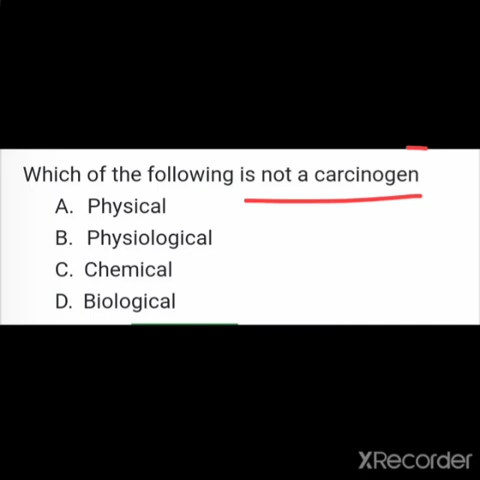 Which of the following is not a carcinogen
A. Physical
B. Physiological
C. Chemical
D. Biological
XRecorder